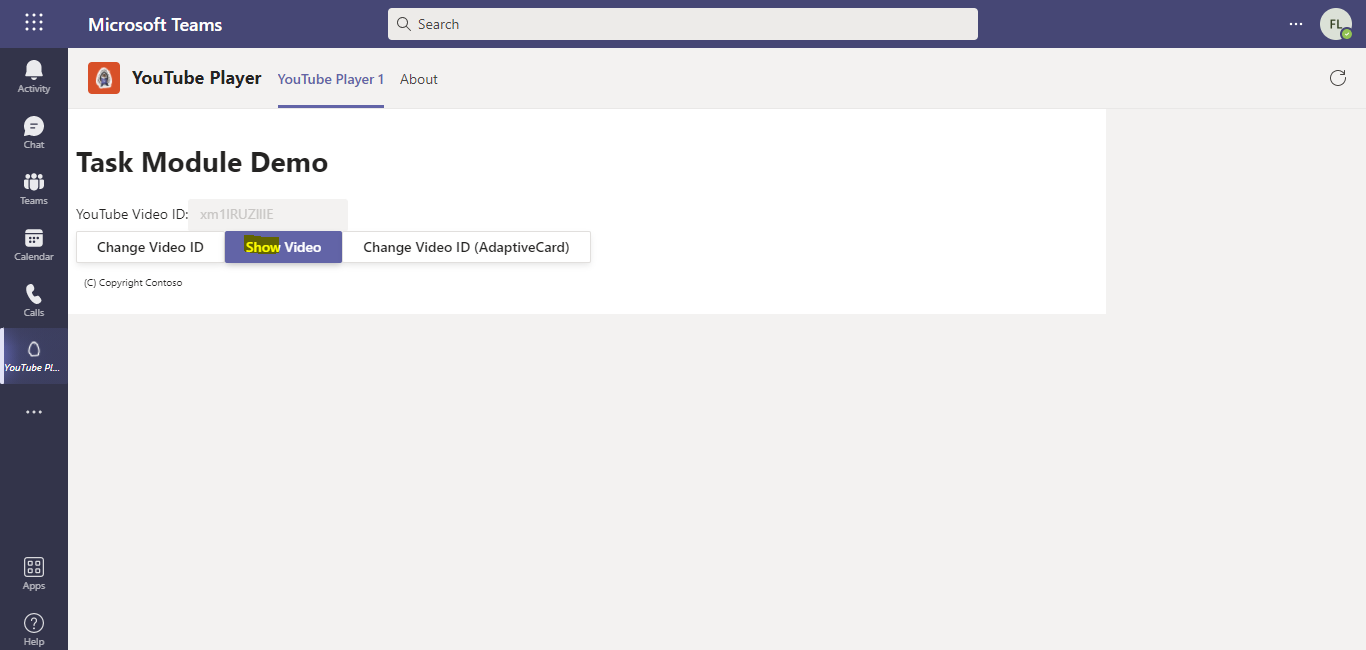 Microsoft Teams
Search
FL
Activity
Chat
Teams
Calendar
Calls
YouTube Pl...
Apps
Help
YouTube Player
YouTube Player 1
About
Task Module Demo
YouTube Video ID:
Change Video ID
Show Video
Change Video ID (AdaptiveCard)
(C) Copyright Contoso